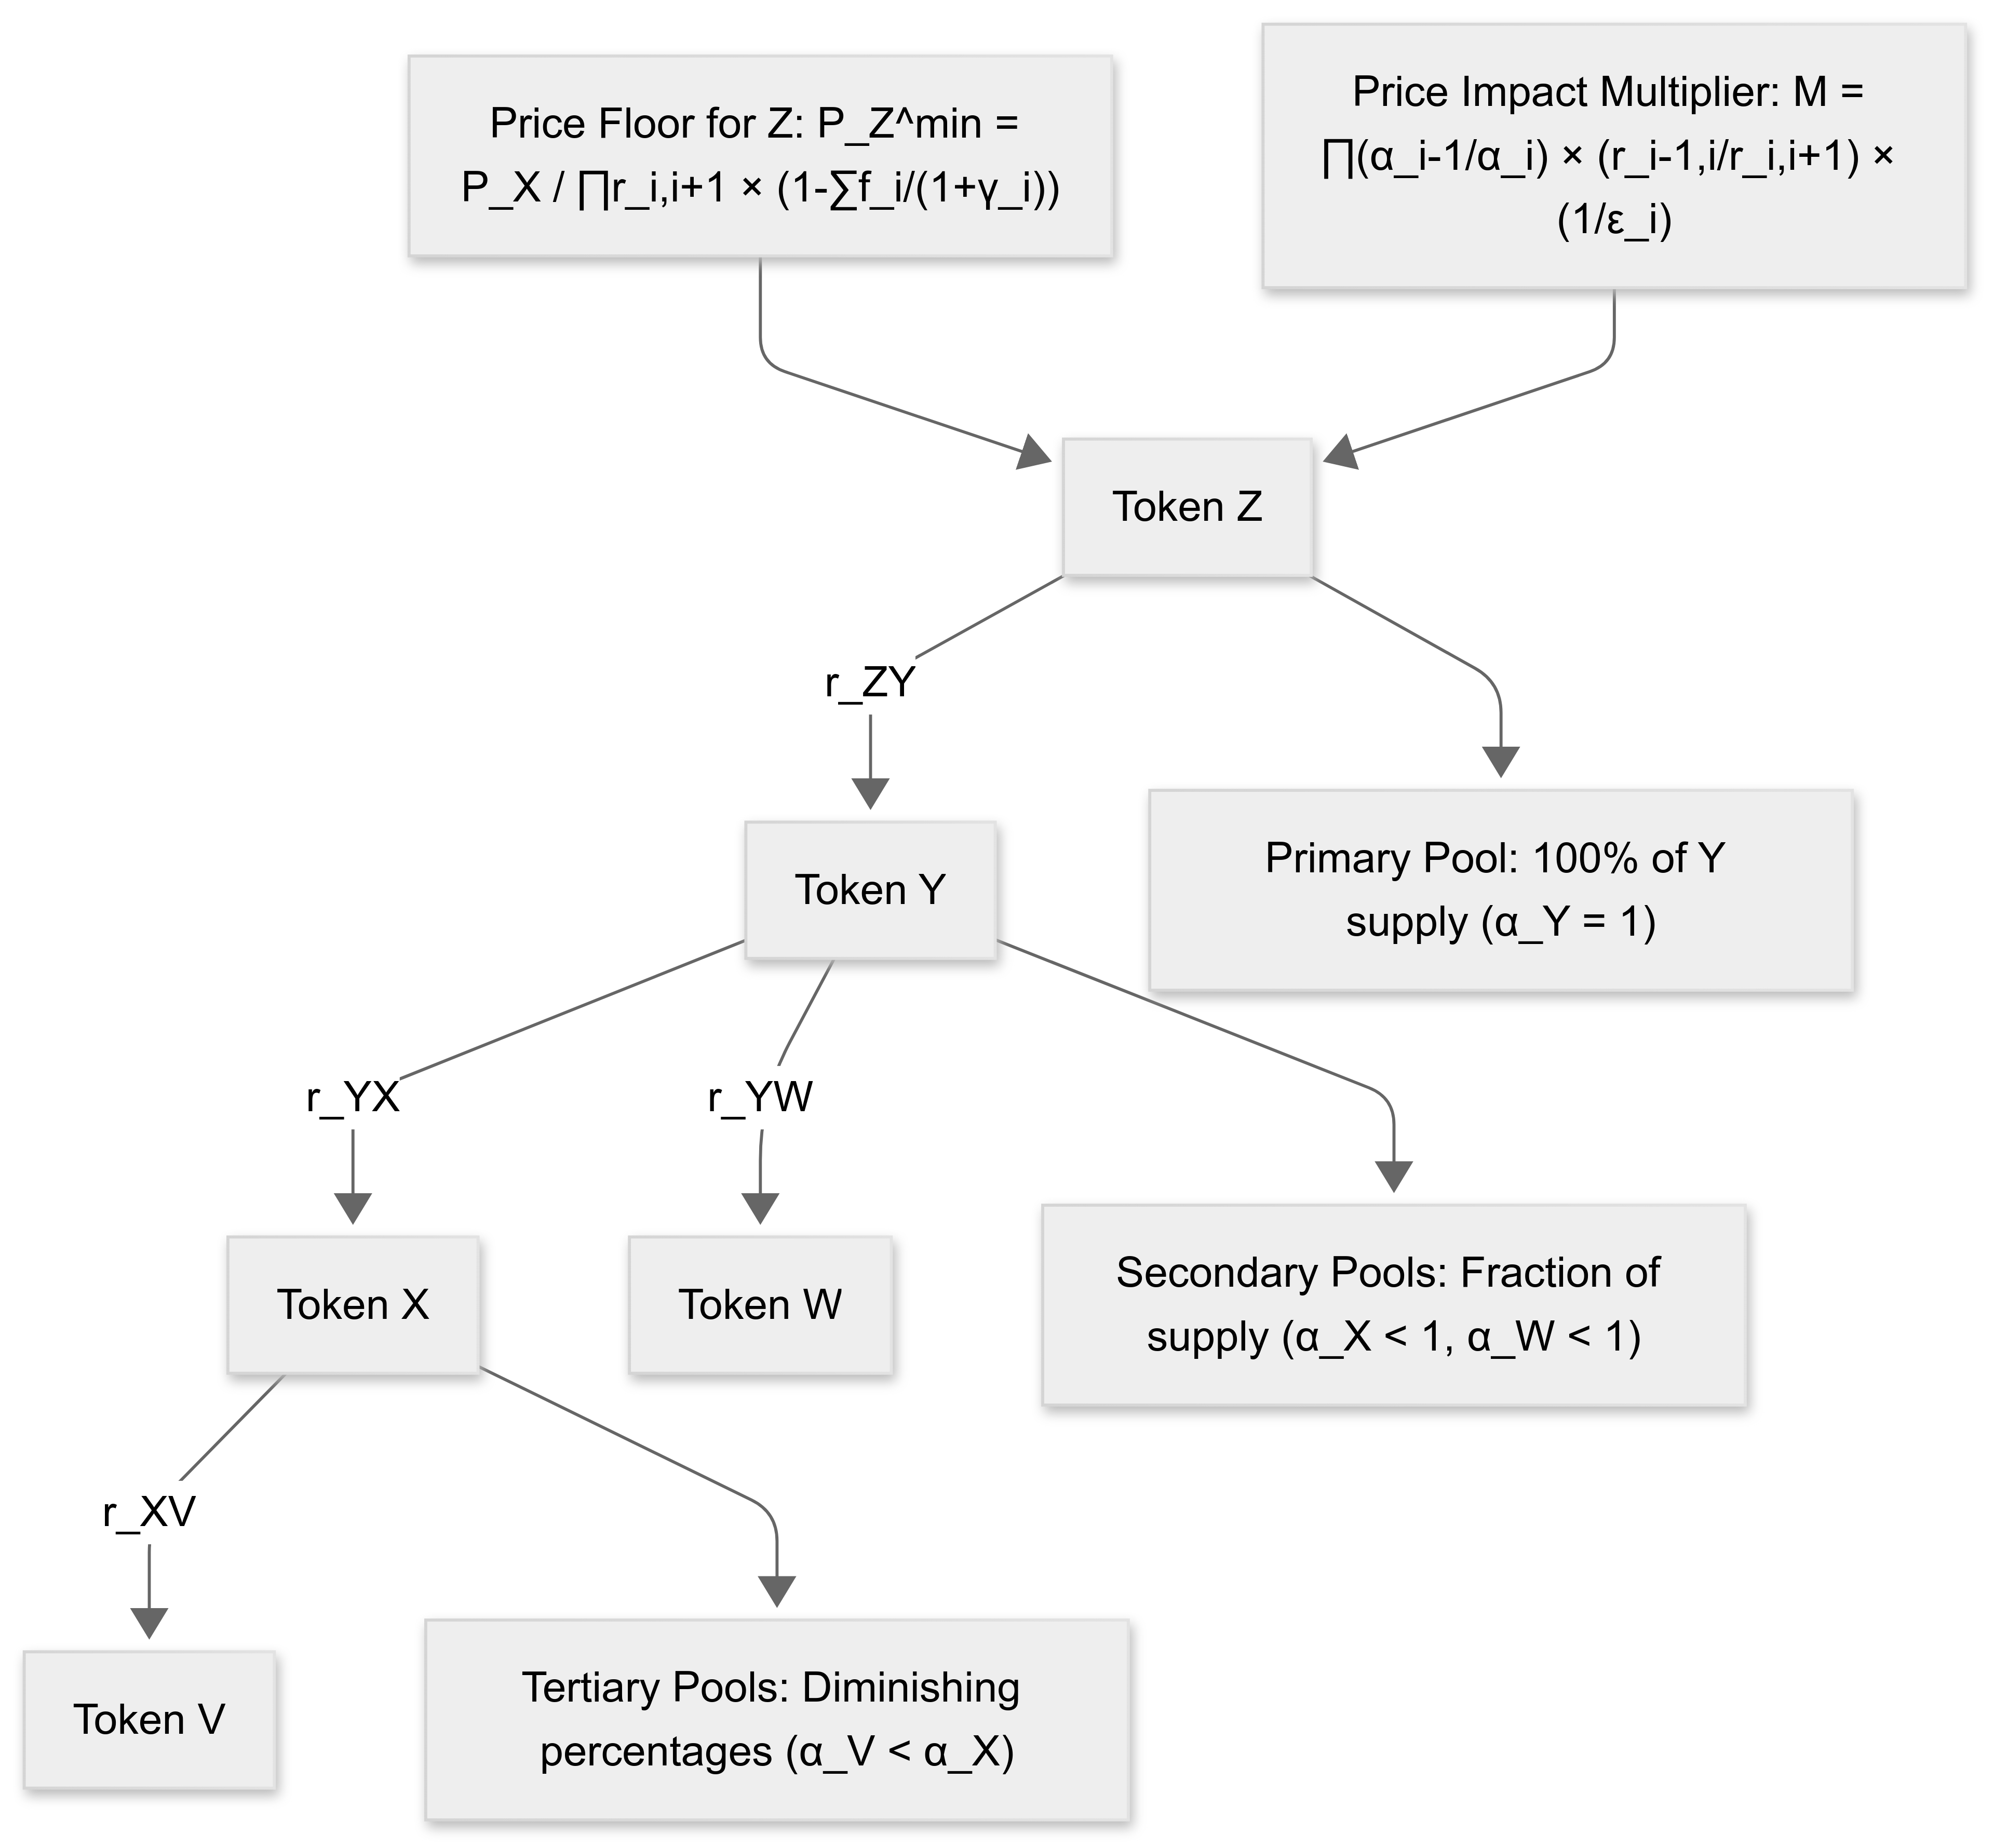 Price Floor for Z: P_Z^min =
P_X / ∏r_i,i+1 × (1-∑f_i/(1+γ_i))
Price Impact Multiplier: M =
∏(α_i-1/α_i) × (r_i-1,i/r_i,i+1) ×
(1/ε_i)
Token Z
r_ZY
Token Y
Primary Pool: 100% of Y
supply (α_Y = 1)
r_YX
r_YW
Token X
Token W
Secondary Pools: Fraction of
supply (α_X < 1, α_W < 1)
r_XV
Token V
Tertiary Pools: Diminishing
percentages (α_V < α_X)